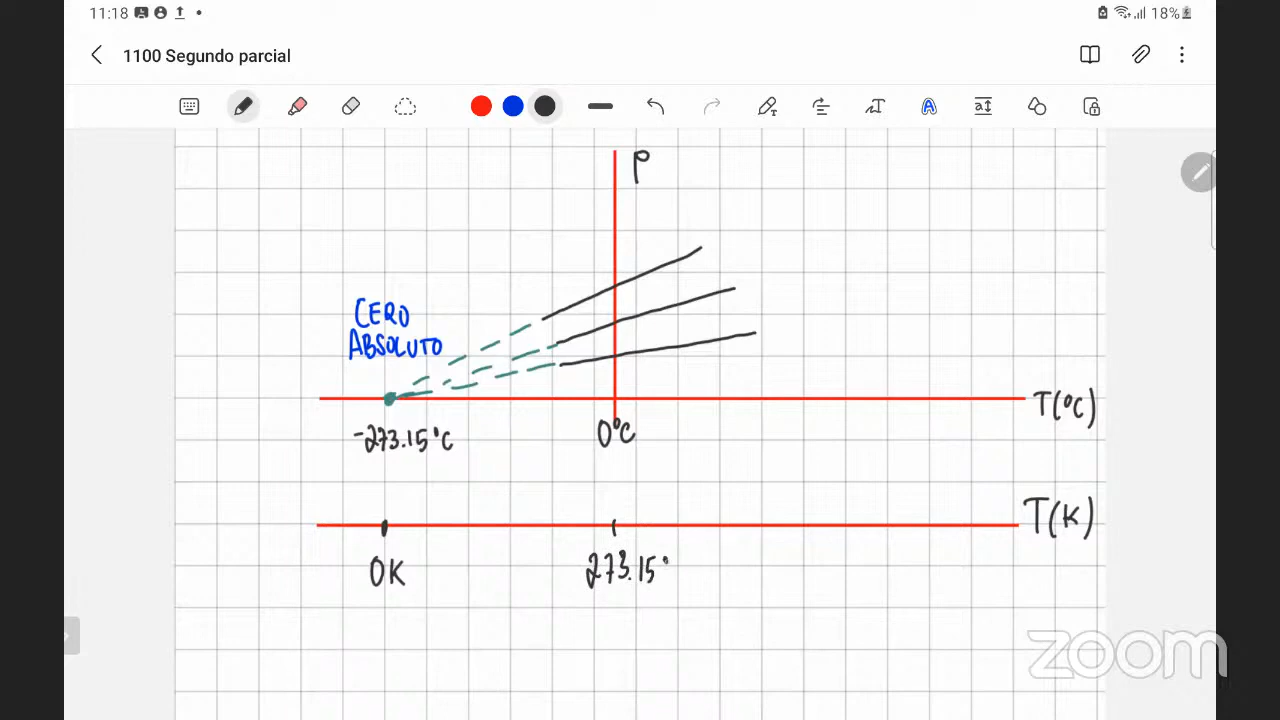 11:18
18%
1100 Segundo parcial
P
CERO
ABSOLUTO
T(°C)
-273.15°C
0°C
T(K)
0K
273.15°
zoom